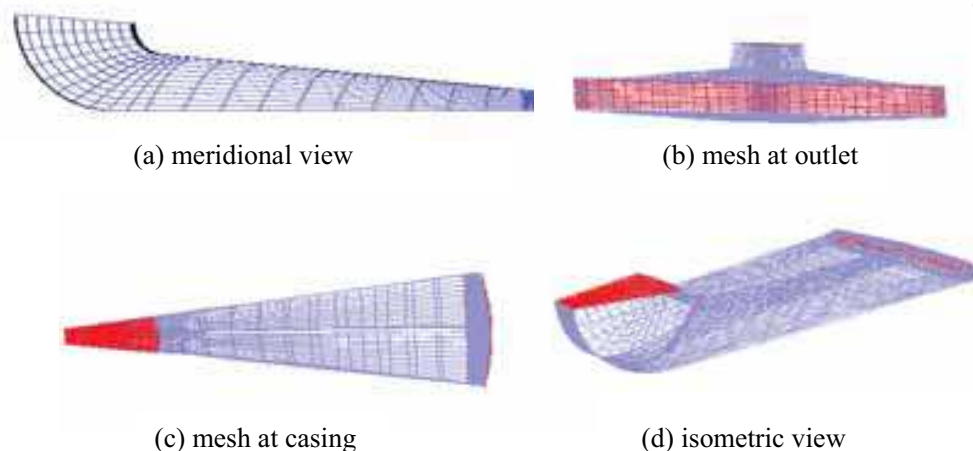 (a) meridional view
(b) mesh at outlet
(c) mesh at casing
(d) isometric view